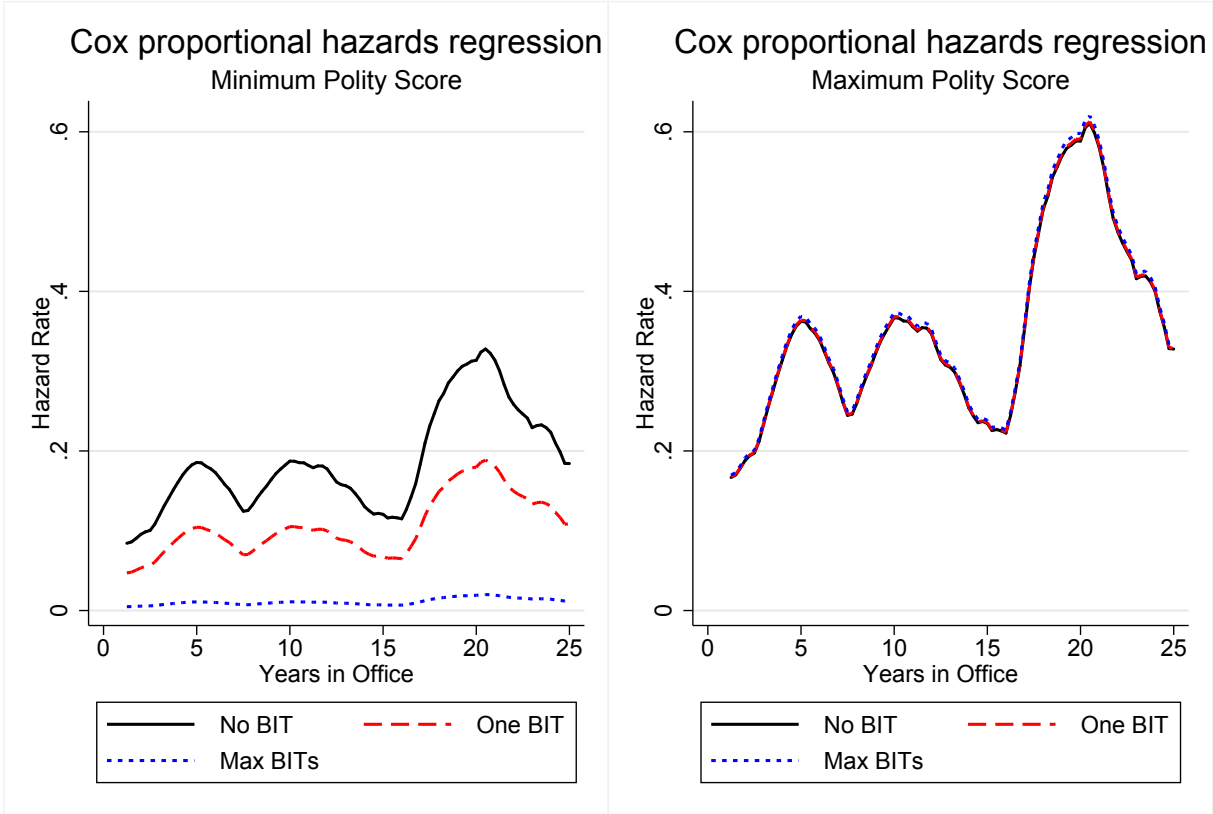 Cox proportional hazards regression
Minimum Polity Score
Hazard Rate
.6
.4
.2
0
0 5 10 15 20 25
Years in Office
No BIT One BIT
Max BITs
Cox proportional hazards regression
Maximum Polity Score
Hazard Rate
.6
.4
.2
0
0 5 10 15 20 25
Years in Office
No BIT One BIT
Max BITs